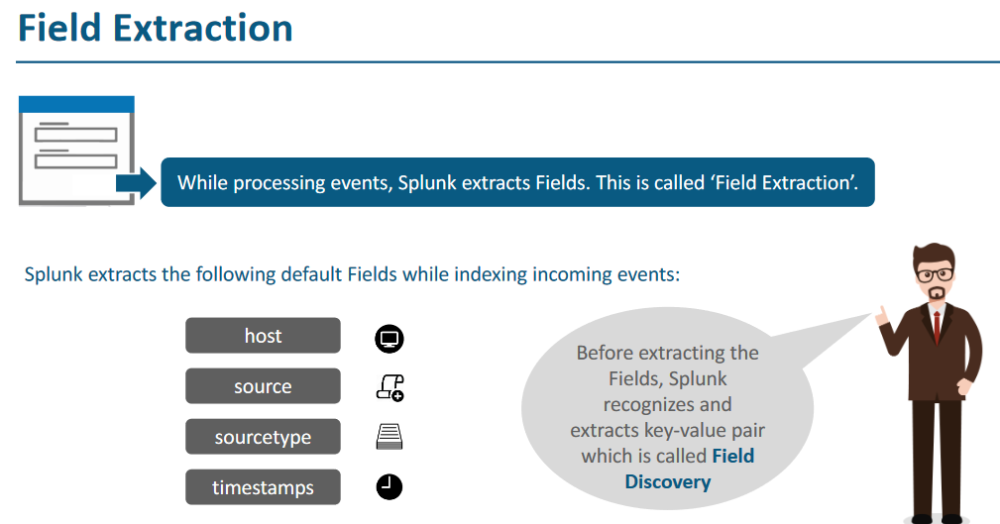 Field Extraction
While processing events, Splunk extracts Fields. This is called ‘Field Extraction’.
Splunk extracts the following default Fields while indexing incoming events:
host
source
sourcetype
timestamps
Before extracting the
Fields, Splunk
recognizes and
extracts key-value pair
which is called Field
Discovery